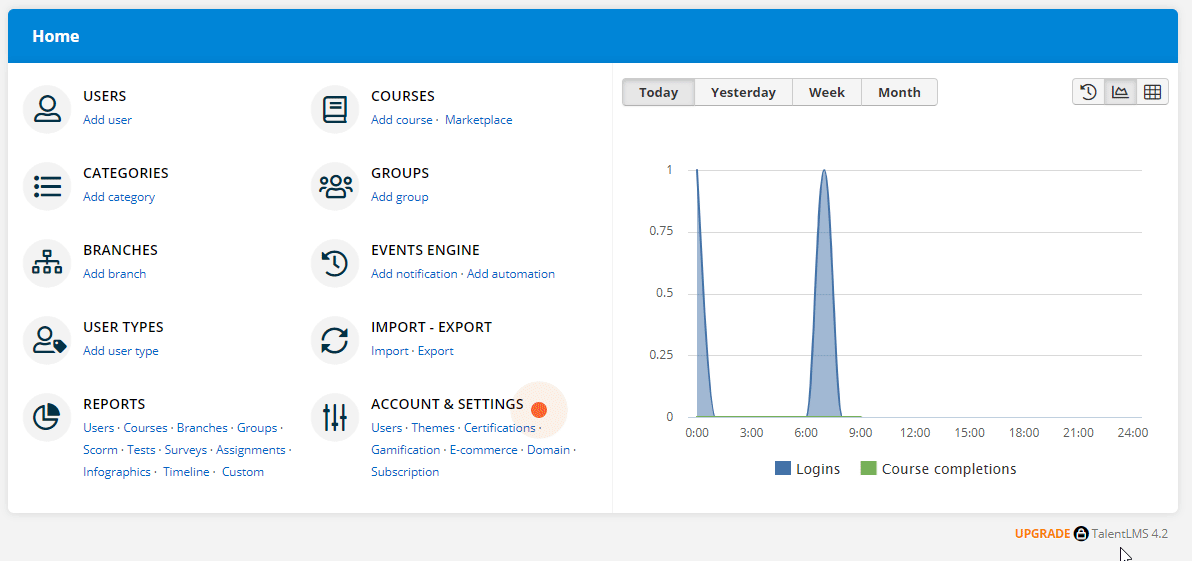 Home
USERS
Add user
COURSES
Add course · Marketplace
CATEGORIES
Add category
GROUPS
Add group
BRANCHES
Add branch
EVENTS ENGINE
Add notification · Add automation
USER TYPES
Add user type
IMPORT - EXPORT
Import · Export
REPORTS
Users · Courses · Branches · Groups ·
Scorm · Tests · Surveys · Assignments ·
Infographics · Timeline · Custom
ACCOUNT & SETTINGS
Users · Themes · Certifications ·
Gamification · E-commerce · Domain ·
Subscription
Today Yesterday Week Month
1
0.75
0.5
0.25
0
0:00 3:00 6:00 9:00 12:00 15:00 18:00 21:00 24:00
Logins Course completions
UPGRADE TalentLMS 4.2